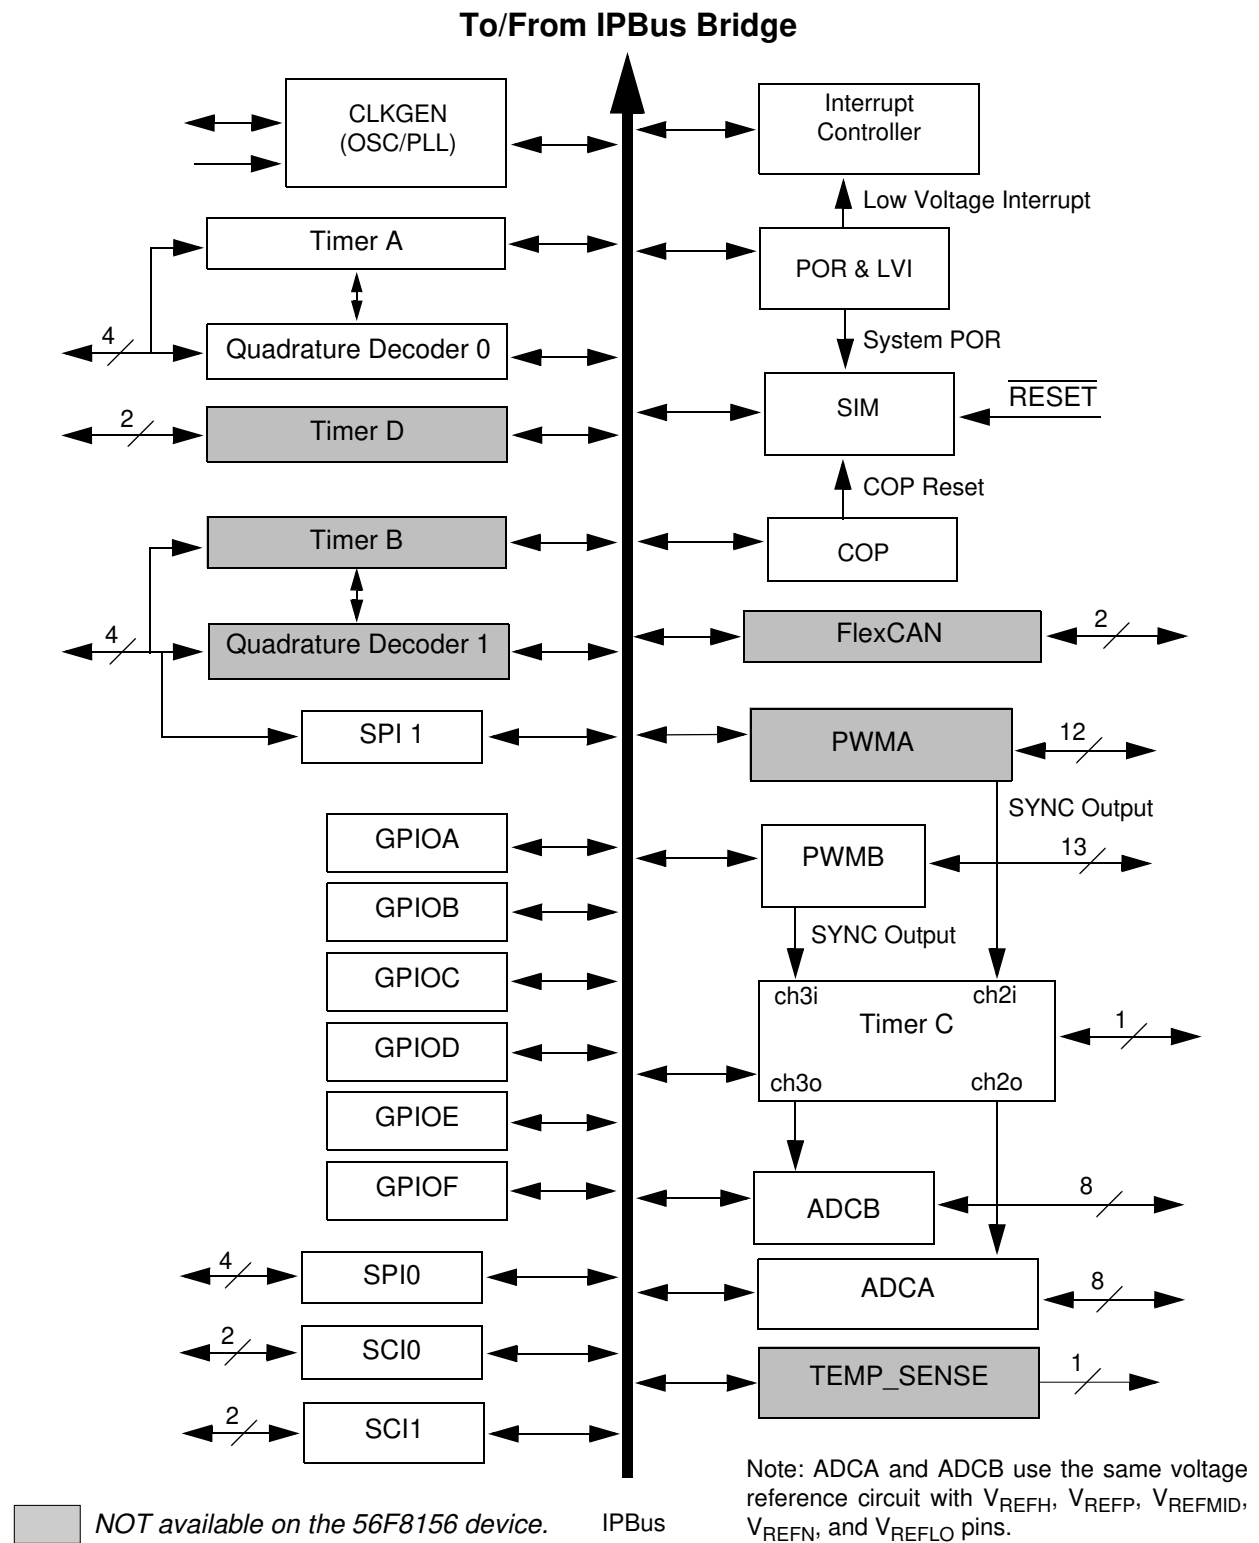 To/From IPBus Bridge
CLKGEN
(OSC/PLL)
Interrupt
Controller
Low Voltage Interrupt
Timer A
POR & LVI
4
Quadrature Decoder 0
System POR
2
Timer D
SIM
RESET
COP Reset
Timer B
COP
4
Quadrature Decoder 1
FlexCAN
2
SPI 1
PWMA
12
SYNC Output
GPIOA
PWMB
13
GPIOB
SYNC Output
GPIOC
ch3i
ch2i
Timer C
1
GPIOD
ch3o
ch2o
GPIOE
GPIOF
ADCB
8
4
SPI0
ADCA
8
2
SCI0
TEMP_SENSE
1
2
SCI1
Note: ADCA and ADCB use the same voltage
reference circuit with VREFH, VREFP, VREFMID,
VREFN, and VREFLO pins.
NOT available on the 56F8156 device.
IPBus